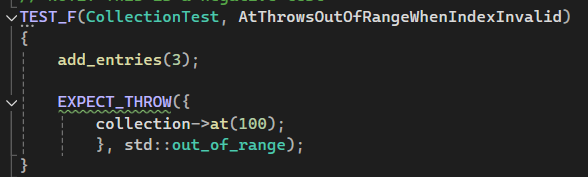 TEST_F(CollectionTest, AtThrowsOutOfRangeWhenIndexInvalid)
{
    add_entries(3);

    EXPECT_THROW({
        collection->at(100);
        }, std::out_of_range);
}